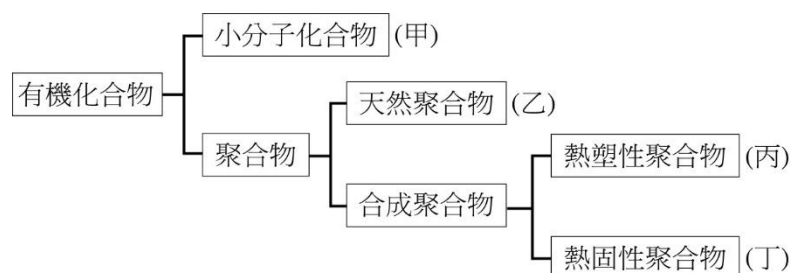 小分子化合物 (甲)
有機化合物
天然聚合物 (乙)
聚合物
熱塑性聚合物 (丙)
合成聚合物
熱固性聚合物 (丁)